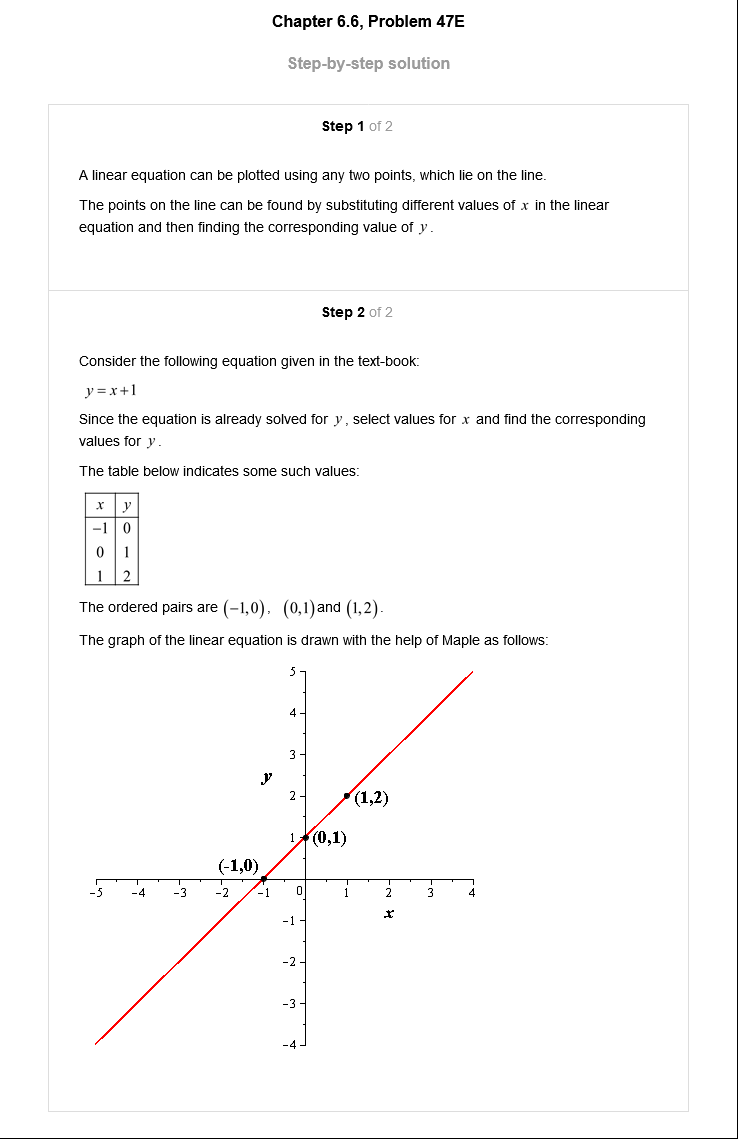 Chapter 6.6, Problem 47E
Step-by-step solution
Step 1 of 2
A linear equation can be plotted using any two points, which lie on the line.
The points on the line can be found by substituting different values of x in the linear
equation and then finding the corresponding value of y .
Step 2 of 2
Consider the following equation given in the text-book:
y = x+1
Since the equation is already solved for y , select values for x and find the corresponding
values for y .
The table below indicates some such values:
x y
−1 0
0 1
1 2
The ordered pairs are (−1,0), (0,1) and (1,2).
The graph of the linear equation is drawn with the help of Maple as follows:
5
4
3
y
2
(1,2)
1
(0,1)
(-1,0)
-5 -4 -3 -2 -1 0 1 2 3 4
x
-1
-2
-3
-4